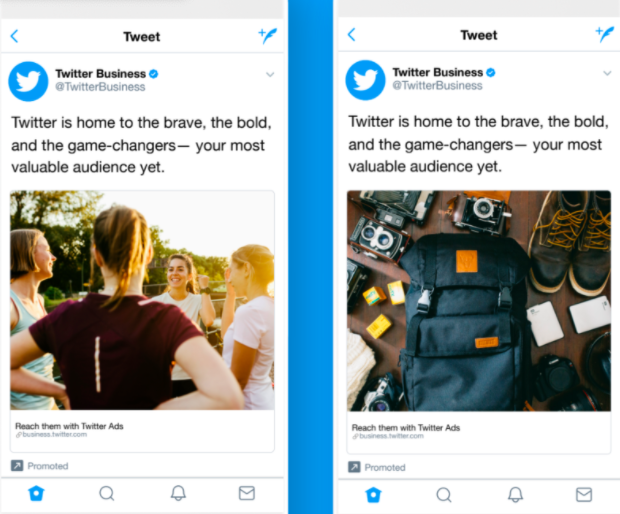 Tweet
Twitter Business
@TwitterBusiness
Twitter is home to the brave, the bold,
and the game-changers— your most
valuable audience yet.
Reach them with Twitter Ads
business.twitter.com
Promoted
Tweet
Twitter Business
@TwitterBusiness
Twitter is home to the brave, the bold,
and the game-changers— your most
valuable audience yet.
Reach them with Twitter Ads
business.twitter.com
Promoted